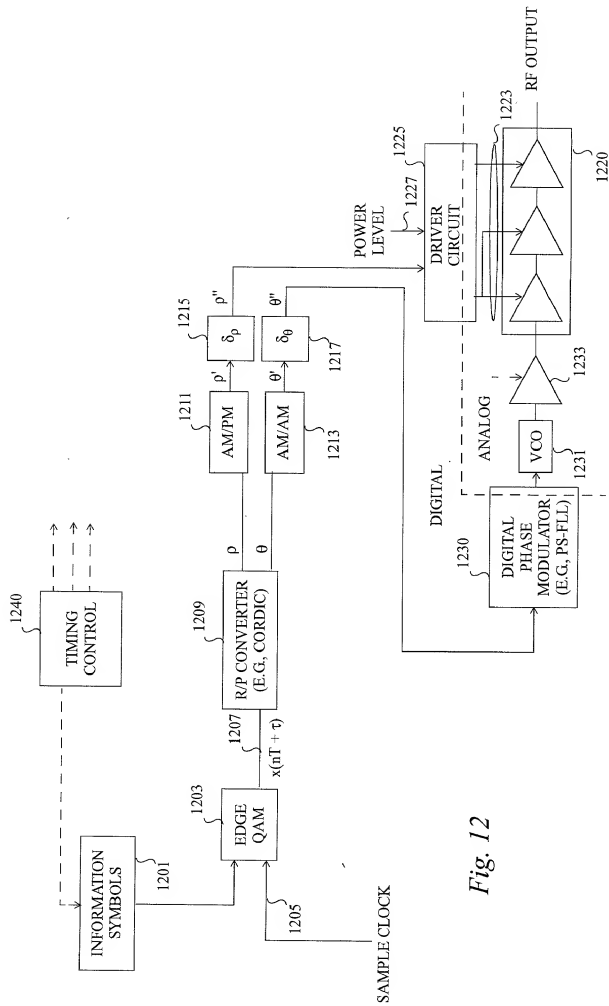 1240
TIMING
CONTROL
INFORMATION
SYMBOLS
1201
1203
EDGE
QAM
1205
SAMPLE CLOCK
1207
x(nT + τ)
1209
R/P CONVERTER
(E.G., CORDIC)
ρ
θ
1211
AM/PM
AM/AM
1213
ρ'
θ'
1215
δρ
δθ
1217
ρ"
θ"
POWER
LEVEL
1227
1225
DRIVER
CIRCUIT
1223
RF OUTPUT
1220
1233
DIGITAL
ANALOG
VCO
1231
1230
DIGITAL
PHASE
MODULATOR
(E.G., PS-FLL)
Fig. 12